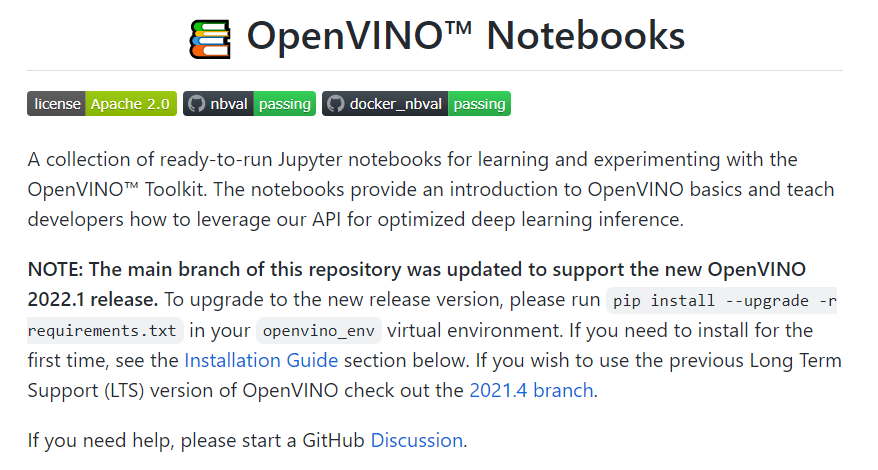 OpenVINO™ Notebooks
license Apache 2.0 nbval passing docker_nbval passing
A collection of ready-to-run Jupyter notebooks for learning and experimenting with the
OpenVINO™ Toolkit. The notebooks provide an introduction to OpenVINO basics and teach
developers how to leverage our API for optimized deep learning inference.
NOTE: The main branch of this repository was updated to support the new OpenVINO
2022.1 release. To upgrade to the new release version, please run pip install --upgrade -r
requirements.txt in your openvino_env virtual environment. If you need to install for the
first time, see the Installation Guide section below. If you wish to use the previous Long Term
Support (LTS) version of OpenVINO check out the 2021.4 branch.
If you need help, please start a GitHub Discussion.